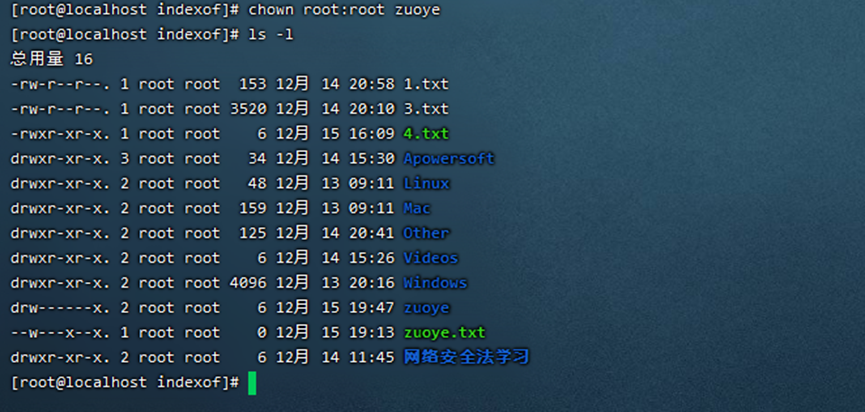 [root@localhost indexof]# chown root:root zuoye
[root@localhost indexof]# ls -l
总用量 16
-rw-r--r--. 1 root root  153 12月 14 20:58 1.txt
-rw-r--r--. 1 root root 3520 12月 14 20:10 3.txt
-rwxr-xr-x. 1 root root    6 12月 15 16:09 4.txt
drwxr-xr-x. 3 root root   34 12月 14 15:30 Apowersoft
drwxr-xr-x. 2 root root   48 12月 13 09:11 Linux
drwxr-xr-x. 2 root root  159 12月 13 09:11 Mac
drwxr-xr-x. 2 root root  125 12月 14 20:41 Other
drwxr-xr-x. 2 root root    6 12月 14 15:26 Videos
drwxr-xr-x. 2 root root 4096 12月 13 20:16 Windows
drw------x. 2 root root    6 12月 15 19:47 zuoye
--w---x--x. 1 root root    0 12月 15 19:13 zuoye.txt
drwxr-xr-x. 2 root root    6 12月 14 11:45 网络安全法学习
[root@localhost indexof]#